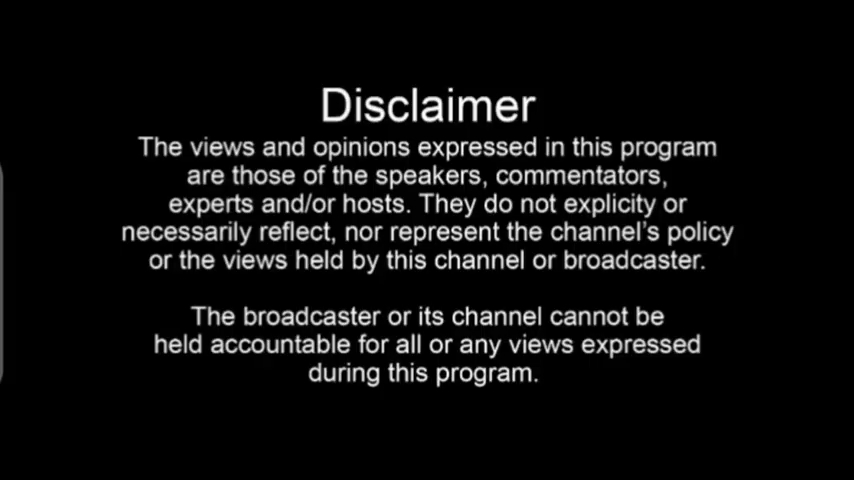 Disclaimer
The views and opinions expressed in this program
are those of the speakers, commentators,
experts and/or hosts. They do not explicity or
necessarily reflect, nor represent the channel's policy
or the views held by this channel or broadcaster.
The broadcaster or its channel cannot be
held accountable for all or any views expressed
during this program.